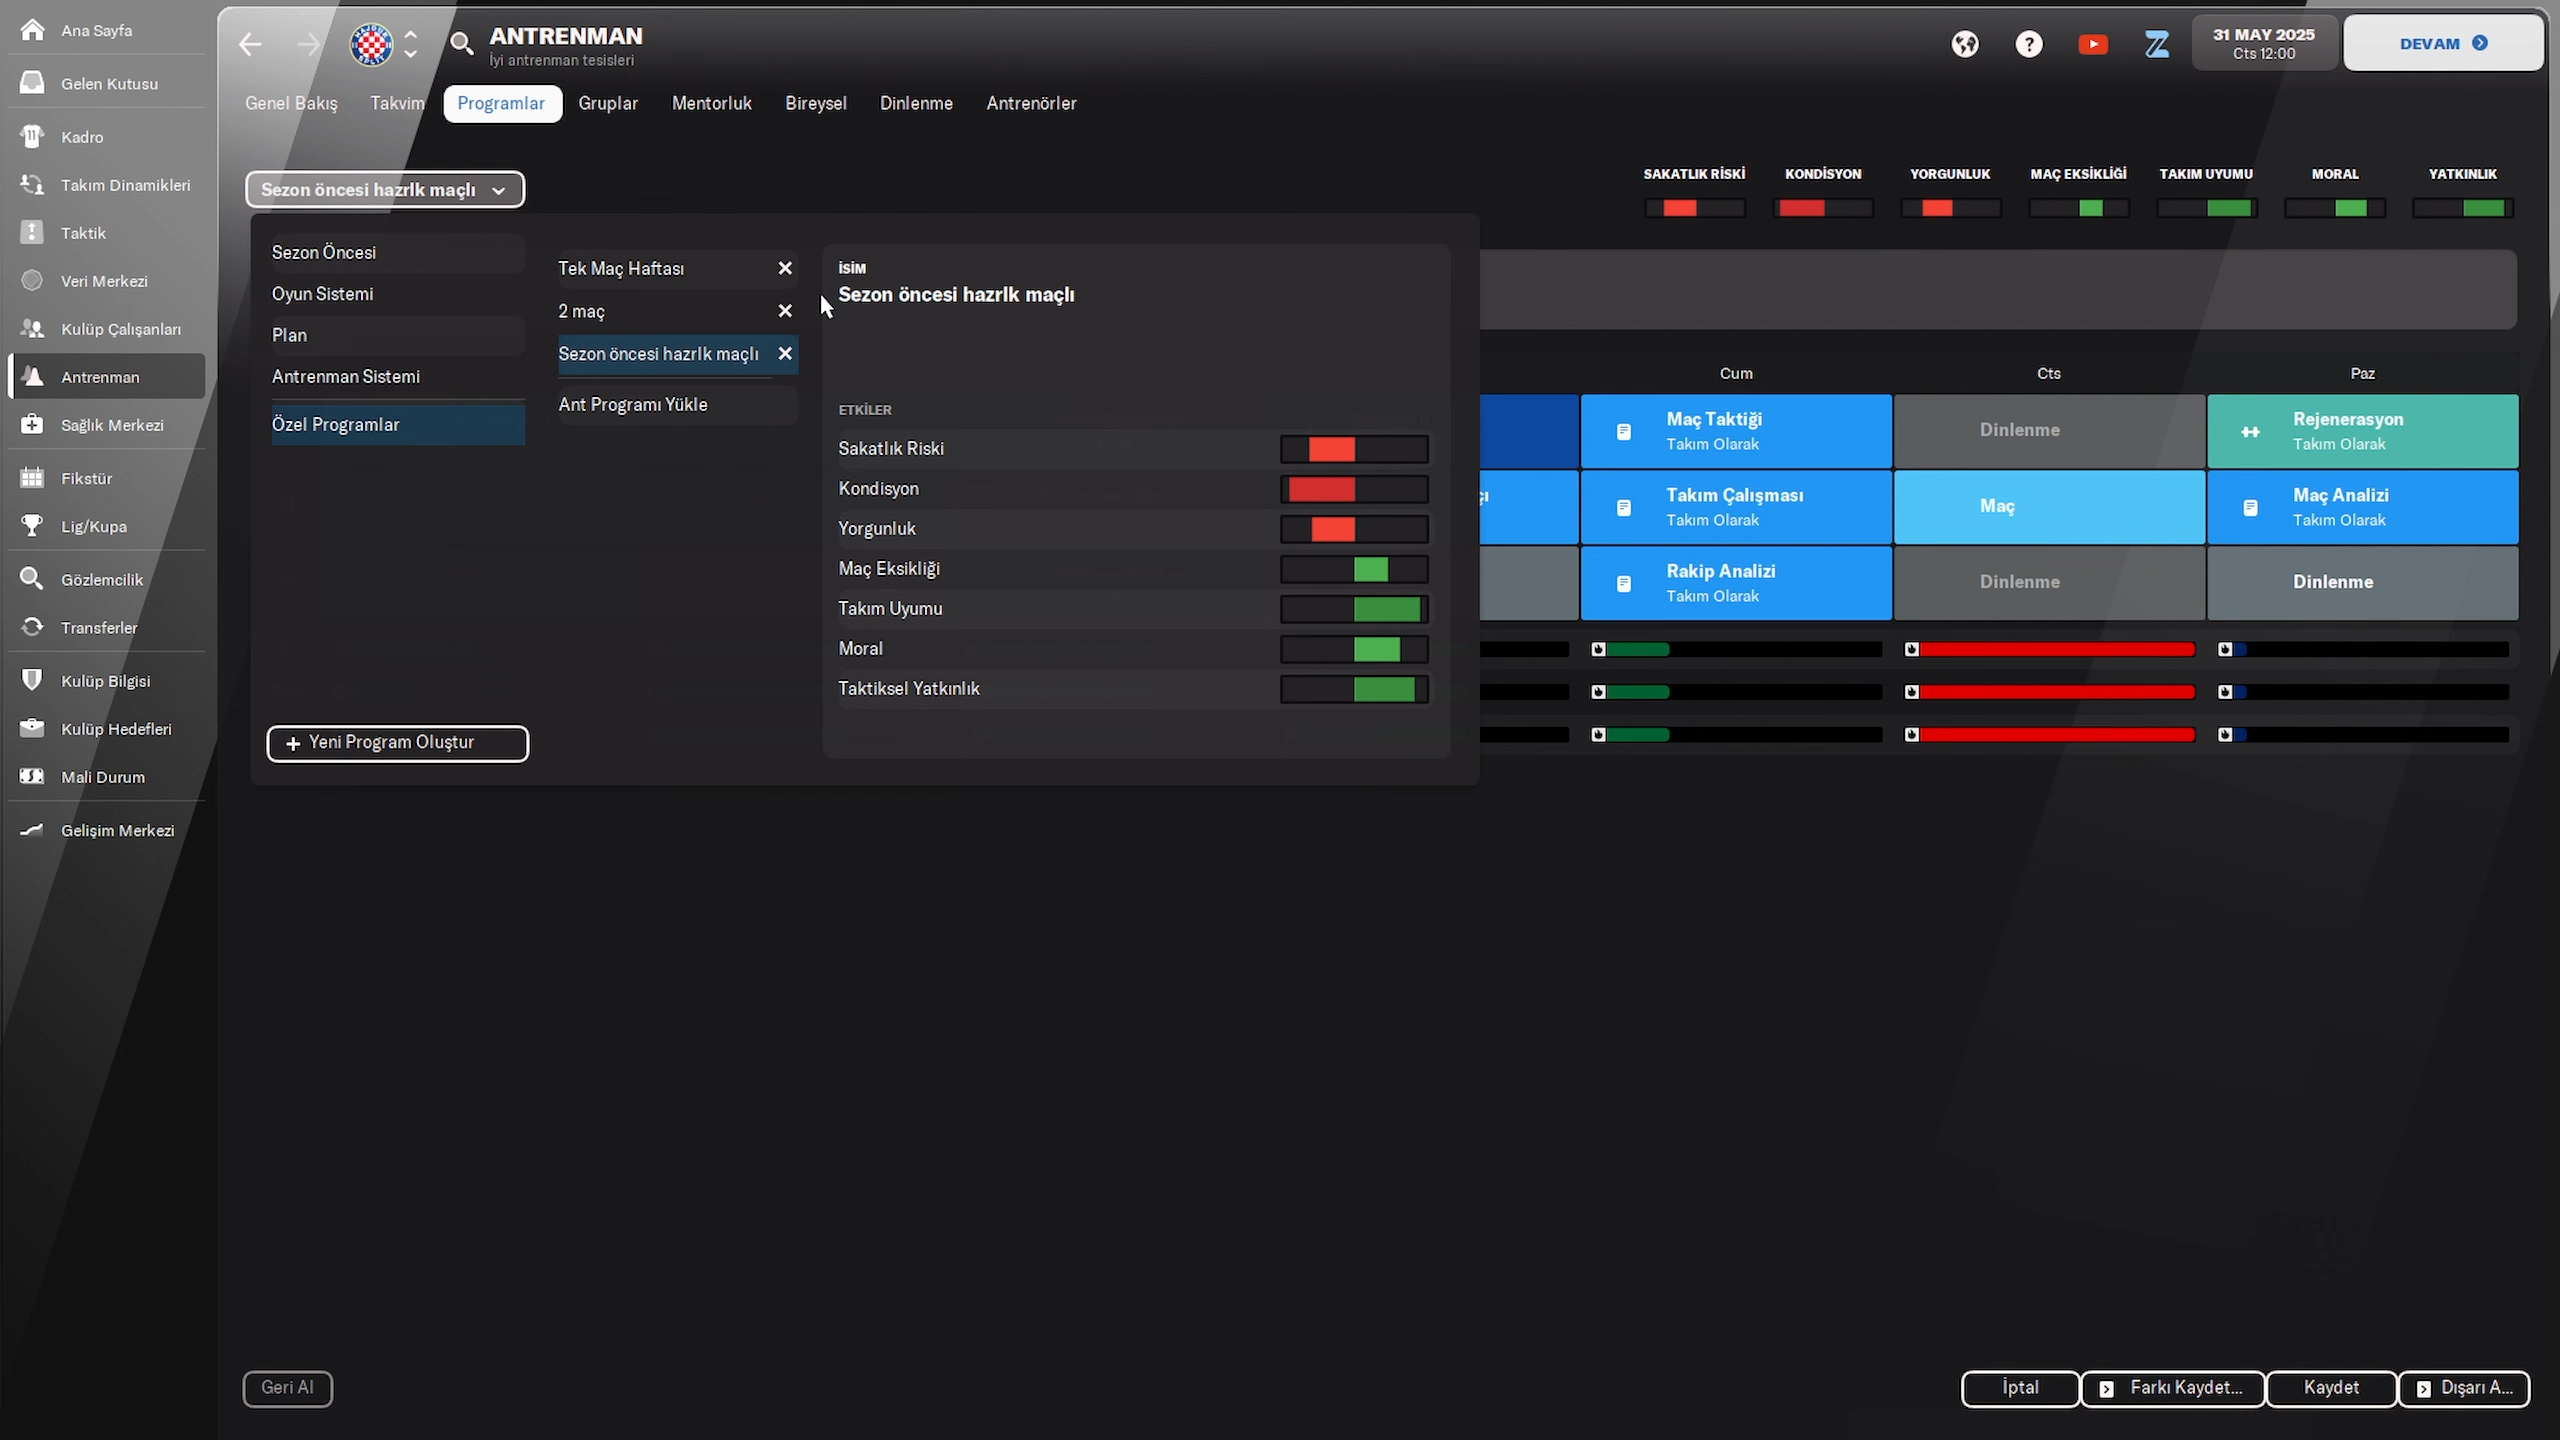 Ana Sayfa
Gelen Kutusu
Kadro
Takım Dinamikleri
Taktik
Veri Merkezi
Kulüp Çalışanları
Antrenman
Sağlık Merkezi
Fikstür
Lig/Kupa
Gözlemcilik
Transferler
Kulüp Bilgisi
Kulüp Hedefleri
Mali Durum
Gelişim Merkezi
ANTRENMAN
İyi antrenman tesisleri
31 MAY 2025
Cts 12:00
DEVAM
Genel Bakış
Takvim
Programlar
Gruplar
Mentorluk
Bireysel
Dinlenme
Antrenörler
Sezon öncesi hazrlk maçlı
SAKATLIK RİSKİ
KONDİSYON
YORGUNLUK
MAÇ EKSİKLİĞİ
TAKIM UYUMU
MORAL
YATKINLIK
Sezon Öncesi
Oyun Sistemi
Plan
Antrenman Sistemi
Özel Programlar
Yeni Program Oluştur
Tek Maç Haftası
2 maç
Sezon öncesi hazrlk maçlı
Ant Programı Yükle
İSİM
Sezon öncesi hazrlk maçlı
ETKİLER
Sakatlık Riski
Kondisyon
Yorgunluk
Maç Eksikliği
Takım Uyumu
Moral
Taktiksel Yatkınlık
Cum
Cts
Paz
Maç Taktiği
Takım Olarak
Dinlenme
Rejenerasyon
Takım Olarak
Takım Çalışması
Takım Olarak
Maç
Maç Analizi
Takım Olarak
Rakip Analizi
Takım Olarak
Dinlenme
Dinlenme
Geri Al
İptal
Farkı Kaydet...
Kaydet
Dışarı A...